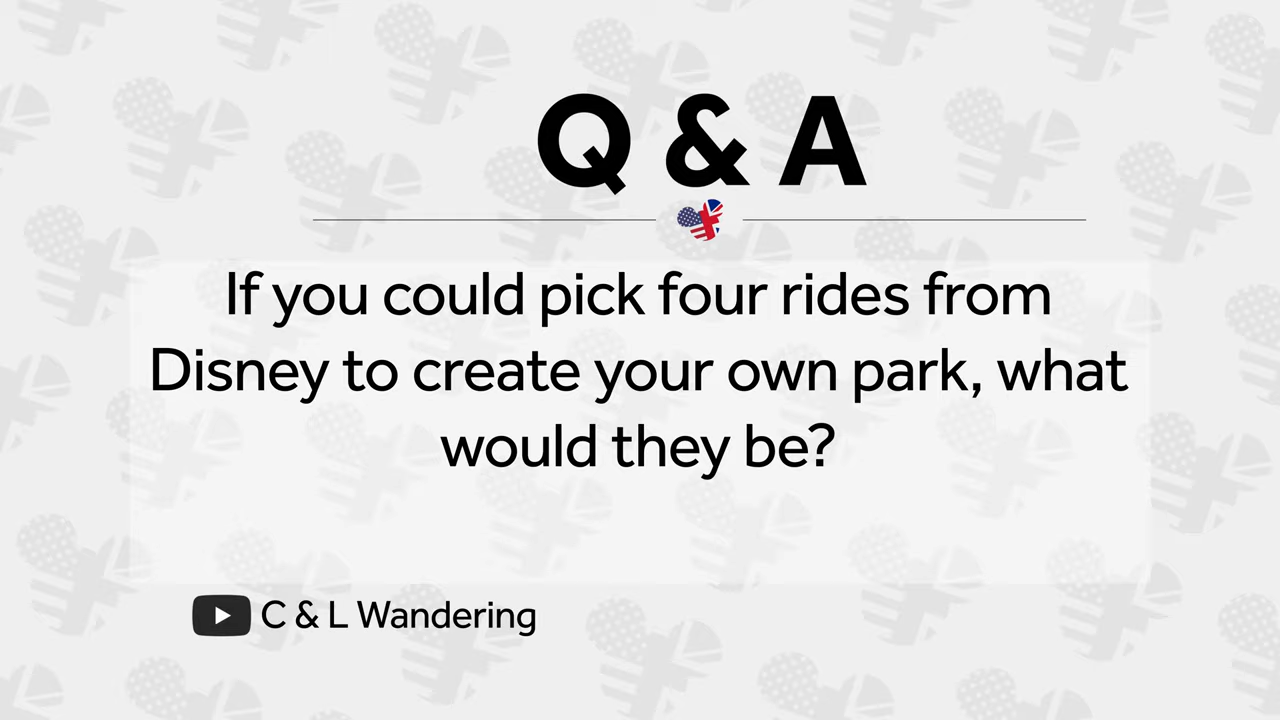 Q & A
If you could pick four rides from
Disney to create your own park, what
would they be?
C & L Wandering